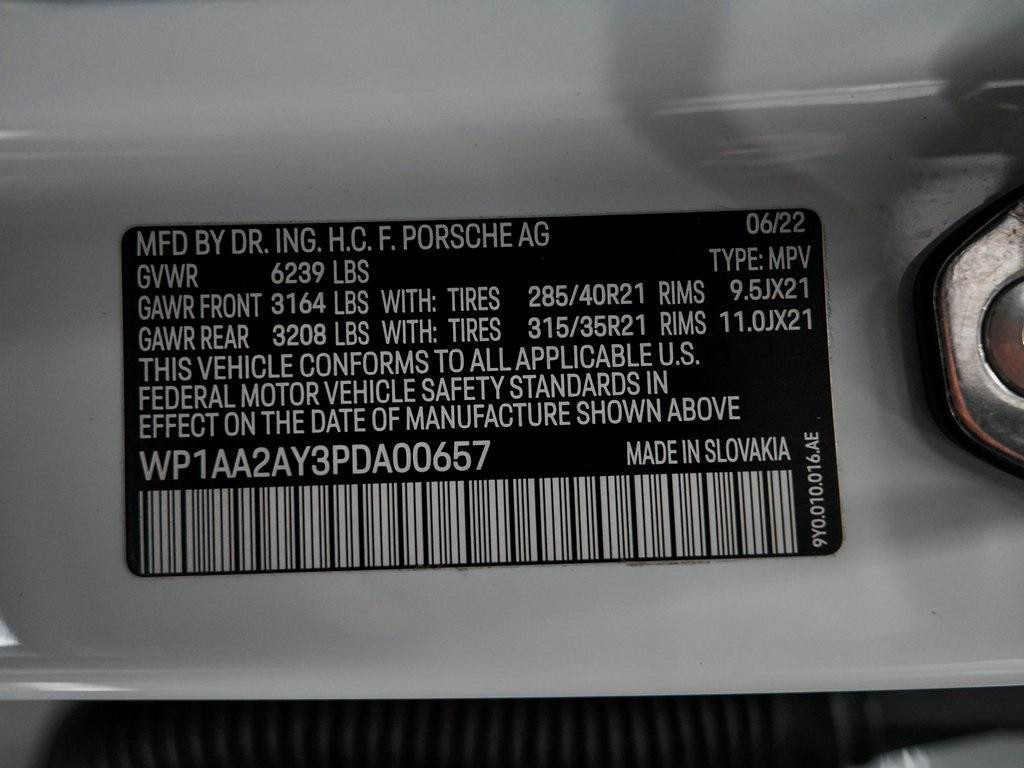 MFD BY DR. ING. H.C. F. PORSCHE AG 06/22
GVWR 6239 LBS TYPE: MPV
GAWR FRONT 3164 LBS WITH: TIRES 285/40R21 RIMS 9.5JX21
GAWR REAR 3208 LBS WITH: TIRES 315/35R21 RIMS 11.0JX21
THIS VEHICLE CONFORMS TO ALL APPLICABLE U.S.
FEDERAL MOTOR VEHICLE SAFETY STANDARDS IN
EFFECT ON THE DATE OF MANUFACTURE SHOWN ABOVE
WP1AA2AY3PDA00657 MADE IN SLOVAKIA
9Y0.010.016.AE